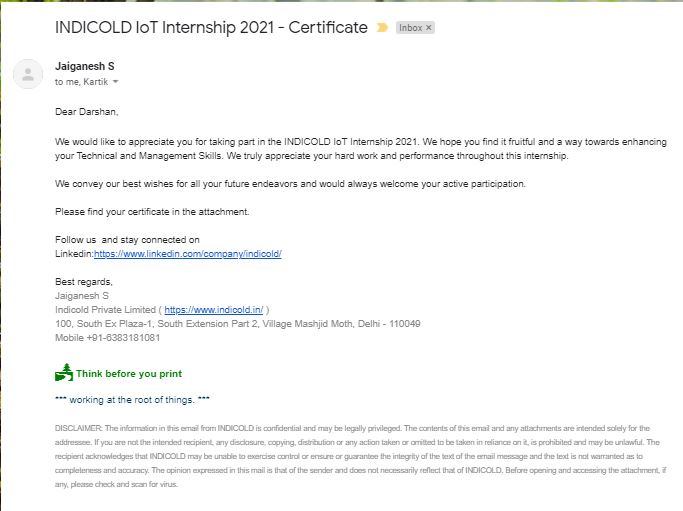 INDICOLD IoT Internship 2021 - Certificate
Inbox ×
Jaiganesh S
to me, Kartik
Dear Darshan,
We would like to appreciate you for taking part in the INDICOLD IoT Internship 2021. We hope you find it fruitful and a way towards enhancing
your Technical and Management Skills. We truly appreciate your hard work and performance throughout this internship.
We convey our best wishes for all your future endeavors and would always welcome your active participation.
Please find your certificate in the attachment.
Follow us and stay connected on
Linkedin:https://www.linkedin.com/company/indicold/
Best regards,
Jaiganesh S
Indicold Private Limited ( https://www.indicold.in/ )
100, South Ex Plaza-1, South Extension Part 2, Village Mashjid Moth, Delhi - 110049
Mobile +91-6383181081
Think before you print
*** working at the root of things. ***
DISCLAIMER: The information in this email from INDICOLD is confidential and may be legally privileged. The contents of this email and any attachments are intended solely for the
addressee. If you are not the intended recipient, any disclosure, copying, distribution or any action taken or omitted to be taken in reliance on it, is prohibited and may be unlawful. The
recipient acknowledges that INDICOLD may be unable to exercise control or ensure or guarantee the integrity of the text of the email message and the text is not warranted as to
completeness and accuracy. The opinion expressed in this mail is that of the sender and does not necessarily reflect that of INDICOLD. Before opening and accessing the attachment, if
any, please check and scan for virus.